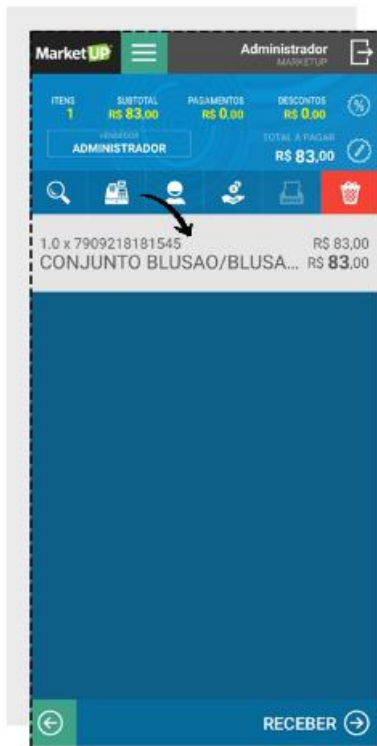 MarketUP
Administrador
MARKETUP
ITENS SUBTOTAL PAGAMENTOS DESCONTOS
1 R$ 83,00 R$ 0,00 R$ 0,00
VENDEDOR TOTAL A PAGAR
ADMINISTRADOR R$ 83,00
1.0 x 7909218181545 R$ 83,00
CONJUNTO BLUSAO/BLUSA... R$ 83,00
RECEBER